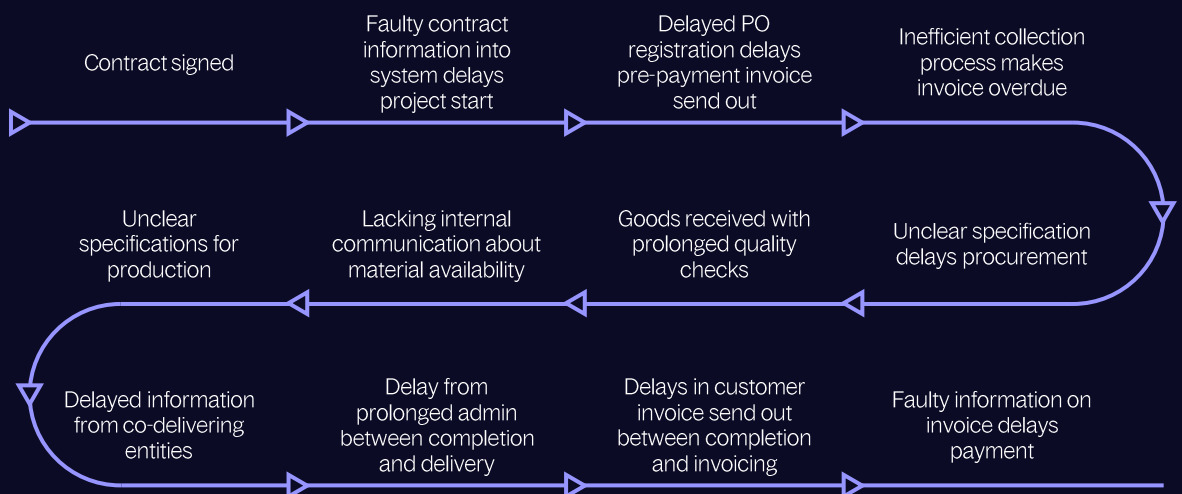 Contract signed
Faulty contract
information into
system delays
project start
Delayed PO
registration delays
pre-payment invoice
send out
Inefficient collection
process makes
invoice overdue
Unclear specification
delays procurement
Goods received with
prolonged quality
checks
Lacking internal
communication about
material availability
Unclear
specifications for
production
Delayed information
from co-delivering
entities
Delay from
prolonged admin
between completion
and delivery
Delays in customer
invoice send out
between completion
and invoicing
Faulty information on
invoice delays
payment